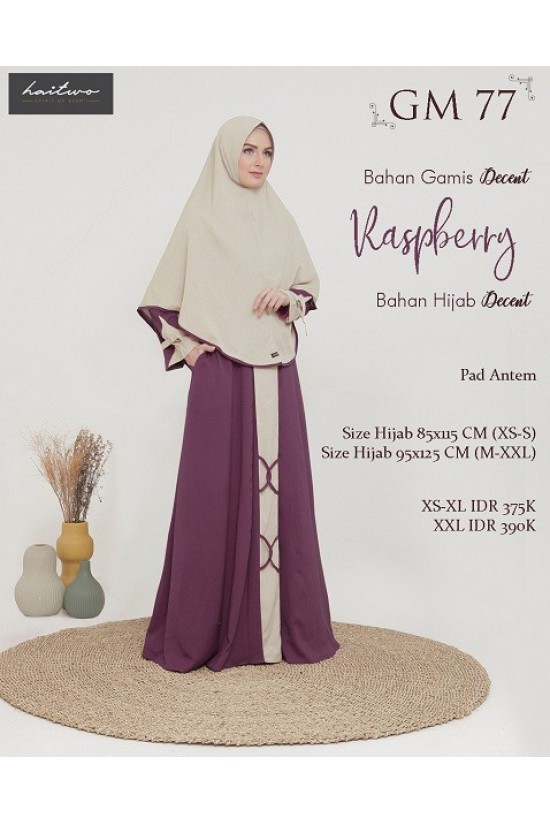 haitwo
GM 77
Bahan Gamis Decent
Raspberry
Bahan Hijab Decent
Pad Antem
Size Hijab 85x115 CM (XS-S)
Size Hijab 95x125 CM (M-XXL)
XS-XL IDR 375K
XXL IDR 390K